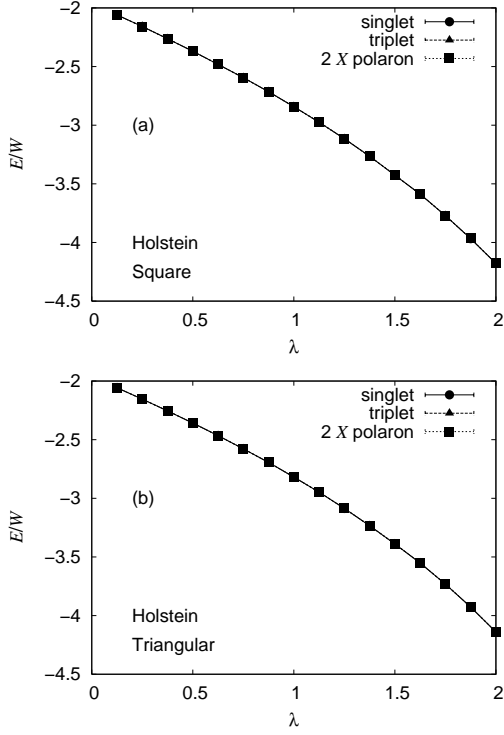 -2
singlet
triplet
2 X polaron
-2.5
-3
(a)
E/W
-3.5
-4
Holstein
Square
-4.5
0 0.5 1 1.5 2
λ
-2
singlet
triplet
2 X polaron
-2.5
-3
(b)
E/W
-3.5
-4
Holstein
Triangular
-4.5
0 0.5 1 1.5 2
λ